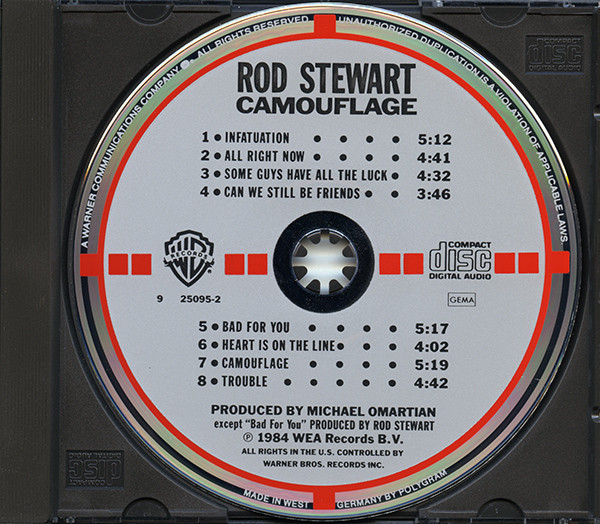 A WARNER COMMUNICATIONS COMPANY ALL RIGHTS RESERVED UNAUTHORIZED DUPLICATION IS A VIOLATION OF APPLICABLE LAWS
COMPACT
disc
DIGITAL AUDIO
ROD STEWART
CAMOUFLAGE
1 • INFATUATION • • • • 5:12
2 • ALL RIGHT NOW • • • • 4:41
3 • SOME GUYS HAVE ALL THE LUCK • • 4:32
4 • CAN WE STILL BE FRIENDS • • 3:46
WB
RECORDS
COMPACT
disc
DIGITAL AUDIO
9 25095-2
GEMA
5 • BAD FOR YOU • • • • 5:17
6 • HEART IS ON THE LINE • • • 4:02
7 • CAMOUFLAGE • • • • 5:19
8 • TROUBLE • • • • • 4:42
PRODUCED BY MICHAEL OMARTIAN
except "Bad For You" PRODUCED BY ROD STEWART
℗ 1984 WEA Records B.V.
ALL RIGHTS IN THE U.S. CONTROLLED BY
WARNER BROS. RECORDS INC.
COMPACT
disc
DIGITAL AUDIO
MADE IN WEST GERMANY BY POLYGRAM